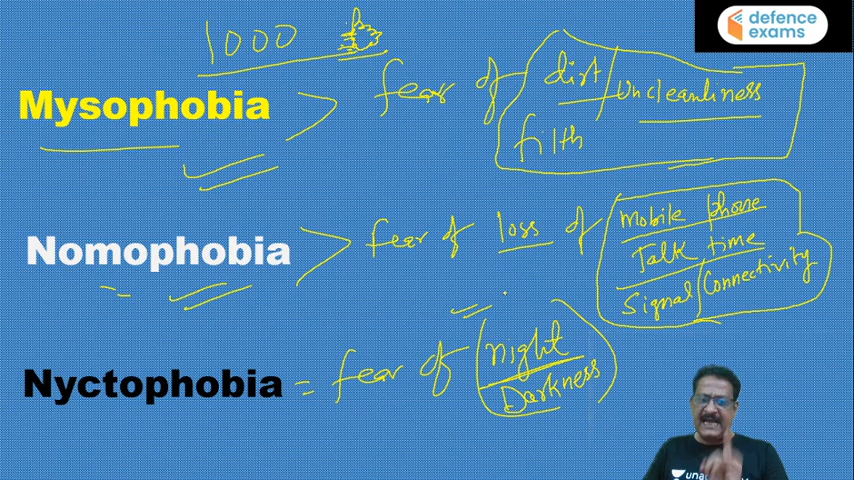 defence
exams
1000
Mysophobia > fear of dirt/uncleanliness
filth
Nomophobia > fear of loss of mobile phone
Talk time
Signal/Connectivity
Nyctophobia = fear of night
Darkness
una